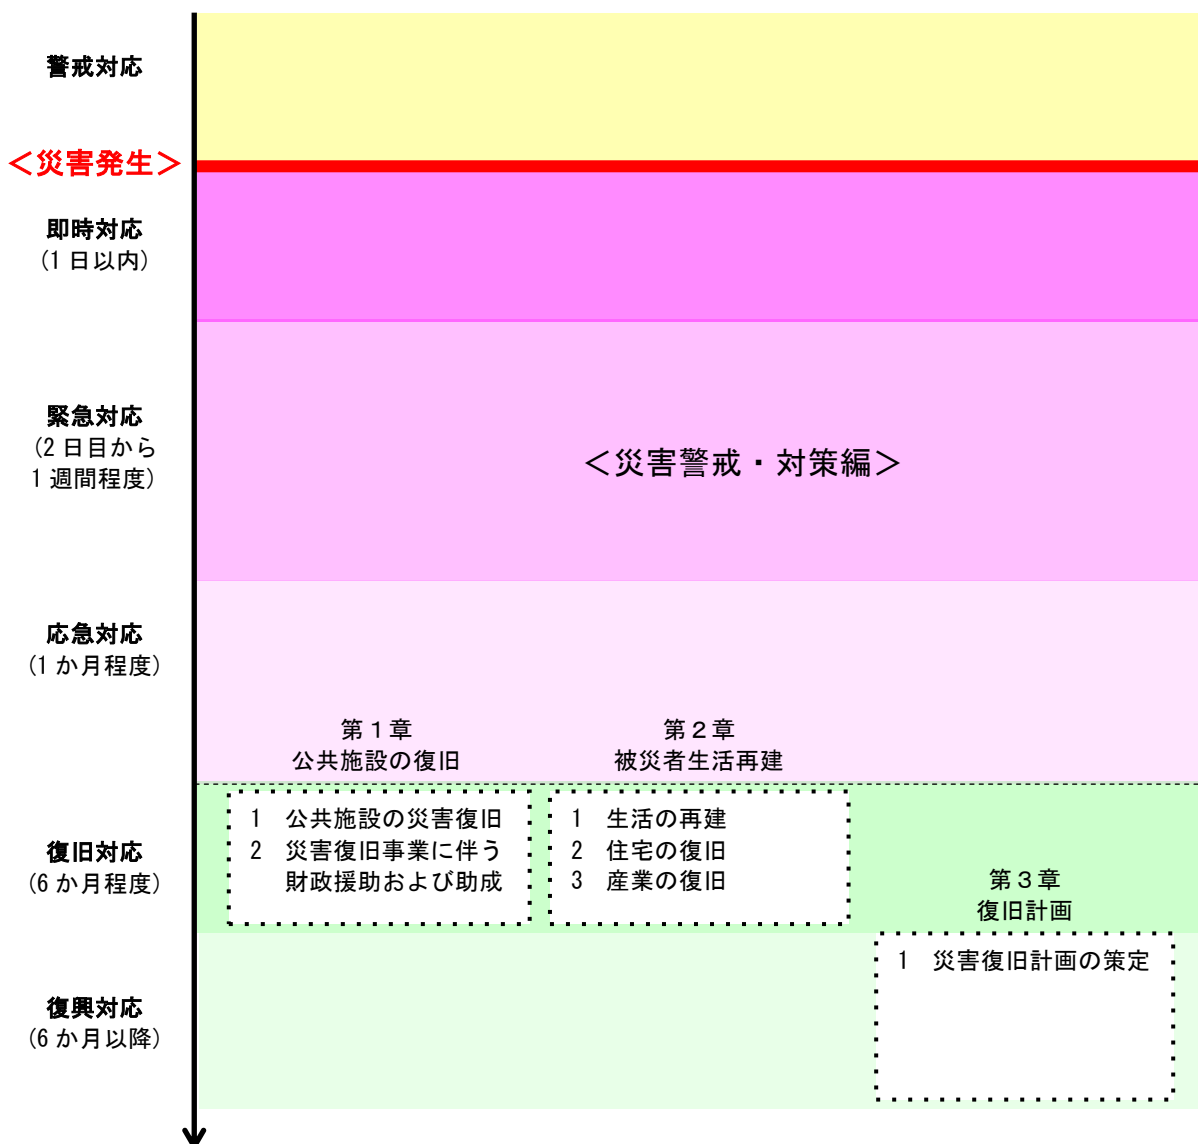 警戒対応
＜災害発生＞
即時対応
（1 日以内）
緊急対応
（2 日目から
1 週間程度）
＜災害警戒・対策編＞
応急対応
（1 か月程度）
第１章
公共施設の復旧
第２章
被災者生活再建
復旧対応
（6 か月程度）
1　公共施設の災害復旧
2　災害復旧事業に伴う
財政援助および助成
1　生活の再建
2　住宅の復旧
3　産業の復旧
第３章
復旧計画
1　災害復旧計画の策定
復興対応
（6 か月以降）